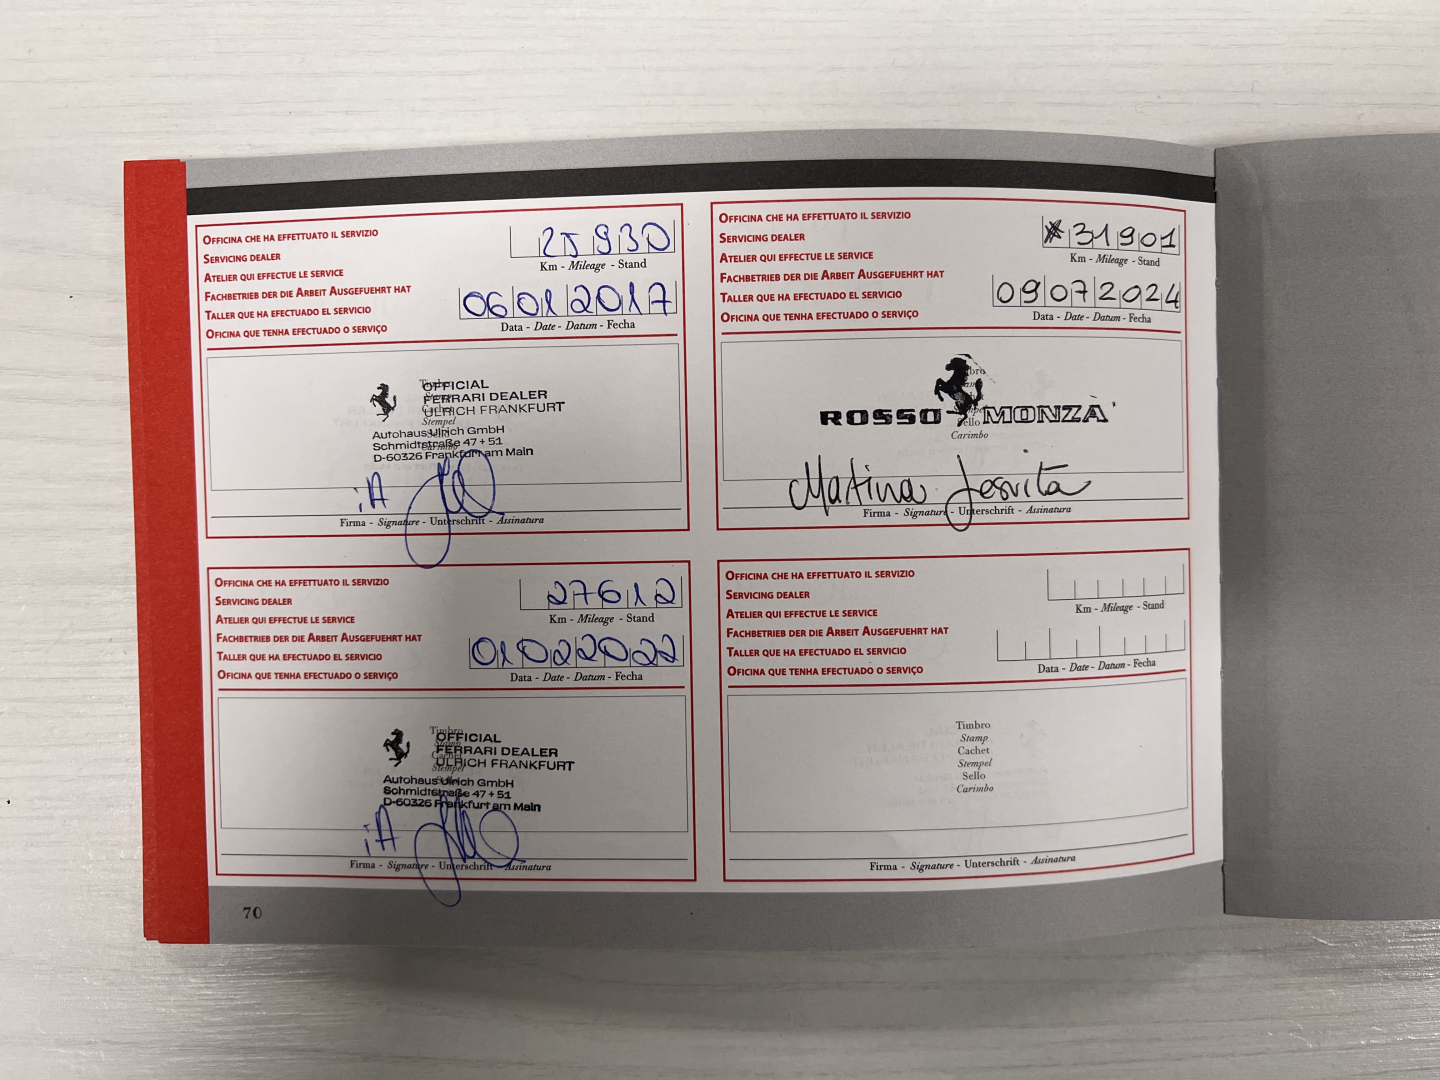 OFFICINA CHE HA EFFETTUATO IL SERVIZIO
SERVICING DEALER
ATELIER QUI EFFECTUE LE SERVICE
FACHBETRIEB DER DIE ARBEIT AUSGEFUEHRT HAT
TALLER QUE HA EFECTUADO EL SERVICIO
OFICINA QUE TENHA EFECTUADO O SERVIÇO
25930
Km - Mileage - Stand
06012017
Data - Date - Datum - Fecha
OFFICIAL
FERRARI DEALER
ULRICH FRANKFURT
Autohaus Ulrich GmbH
Schmidtstraße 47 + 51
D-60326 Frankfurt am Main
iA
Firma - Signature - Unterschrift - Assinatura
OFFICINA CHE HA EFFETTUATO IL SERVIZIO
SERVICING DEALER
ATELIER QUI EFFECTUE LE SERVICE
FACHBETRIEB DER DIE ARBEIT AUSGEFUEHRT HAT
TALLER QUE HA EFECTUADO EL SERVICIO
OFICINA QUE TENHA EFECTUADO O SERVIÇO
31901
Km - Mileage - Stand
09072024
Data - Date - Datum - Fecha
ROSSO MONZA'
Sello
Carimbo
Martina Jesvita
Firma - Signature - Unterschrift - Assinatura
OFFICINA CHE HA EFFETTUATO IL SERVIZIO
SERVICING DEALER
ATELIER QUI EFFECTUE LE SERVICE
FACHBETRIEB DER DIE ARBEIT AUSGEFUEHRT HAT
TALLER QUE HA EFECTUADO EL SERVICIO
OFICINA QUE TENHA EFECTUADO O SERVIÇO
27612
Km - Mileage - Stand
01022022
Data - Date - Datum - Fecha
OFFICIAL
FERRARI DEALER
ULRICH FRANKFURT
Autohaus Ulrich GmbH
Schmidtstraße 47 + 51
D-60326 Frankfurt am Main
iA
Firma - Signature - Unterschrift - Assinatura
OFFICINA CHE HA EFFETTUATO IL SERVIZIO
SERVICING DEALER
ATELIER QUI EFFECTUE LE SERVICE
FACHBETRIEB DER DIE ARBEIT AUSGEFUEHRT HAT
TALLER QUE HA EFECTUADO EL SERVICIO
OFICINA QUE TENHA EFECTUADO O SERVIÇO
Km - Mileage - Stand
Data - Date - Datum - Fecha
Timbro
Stamp
Cachet
Stempel
Sello
Carimbo
Firma - Signature - Unterschrift - Assinatura
70